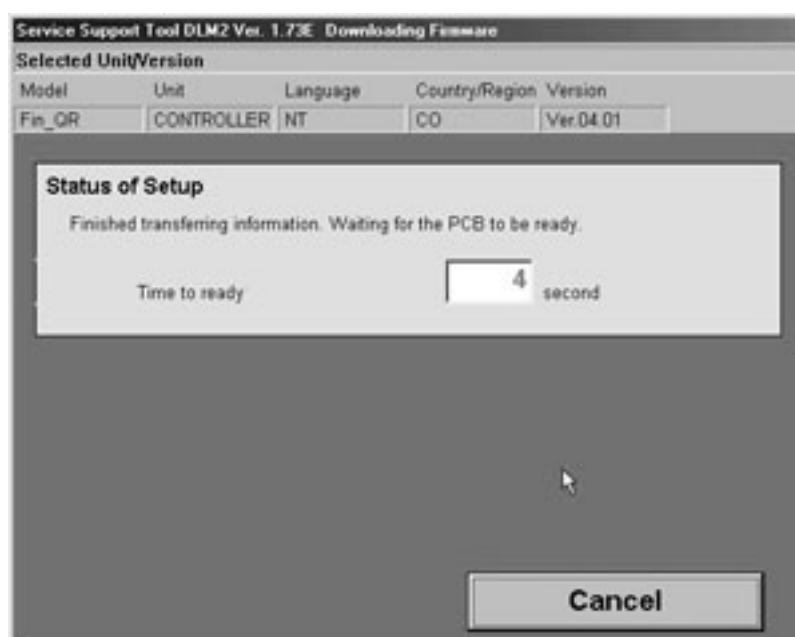 Service Support Tool DLM2 Ver. 1.73E Downloading Firmware
Selected Unit/Version
Model Unit Language Country/Region Version
Fin_QR CONTROLLER NT CO Ver.04.01
Status of Setup
Finished transferring information. Waiting for the PCB to be ready.
Time to ready 4 second
Cancel